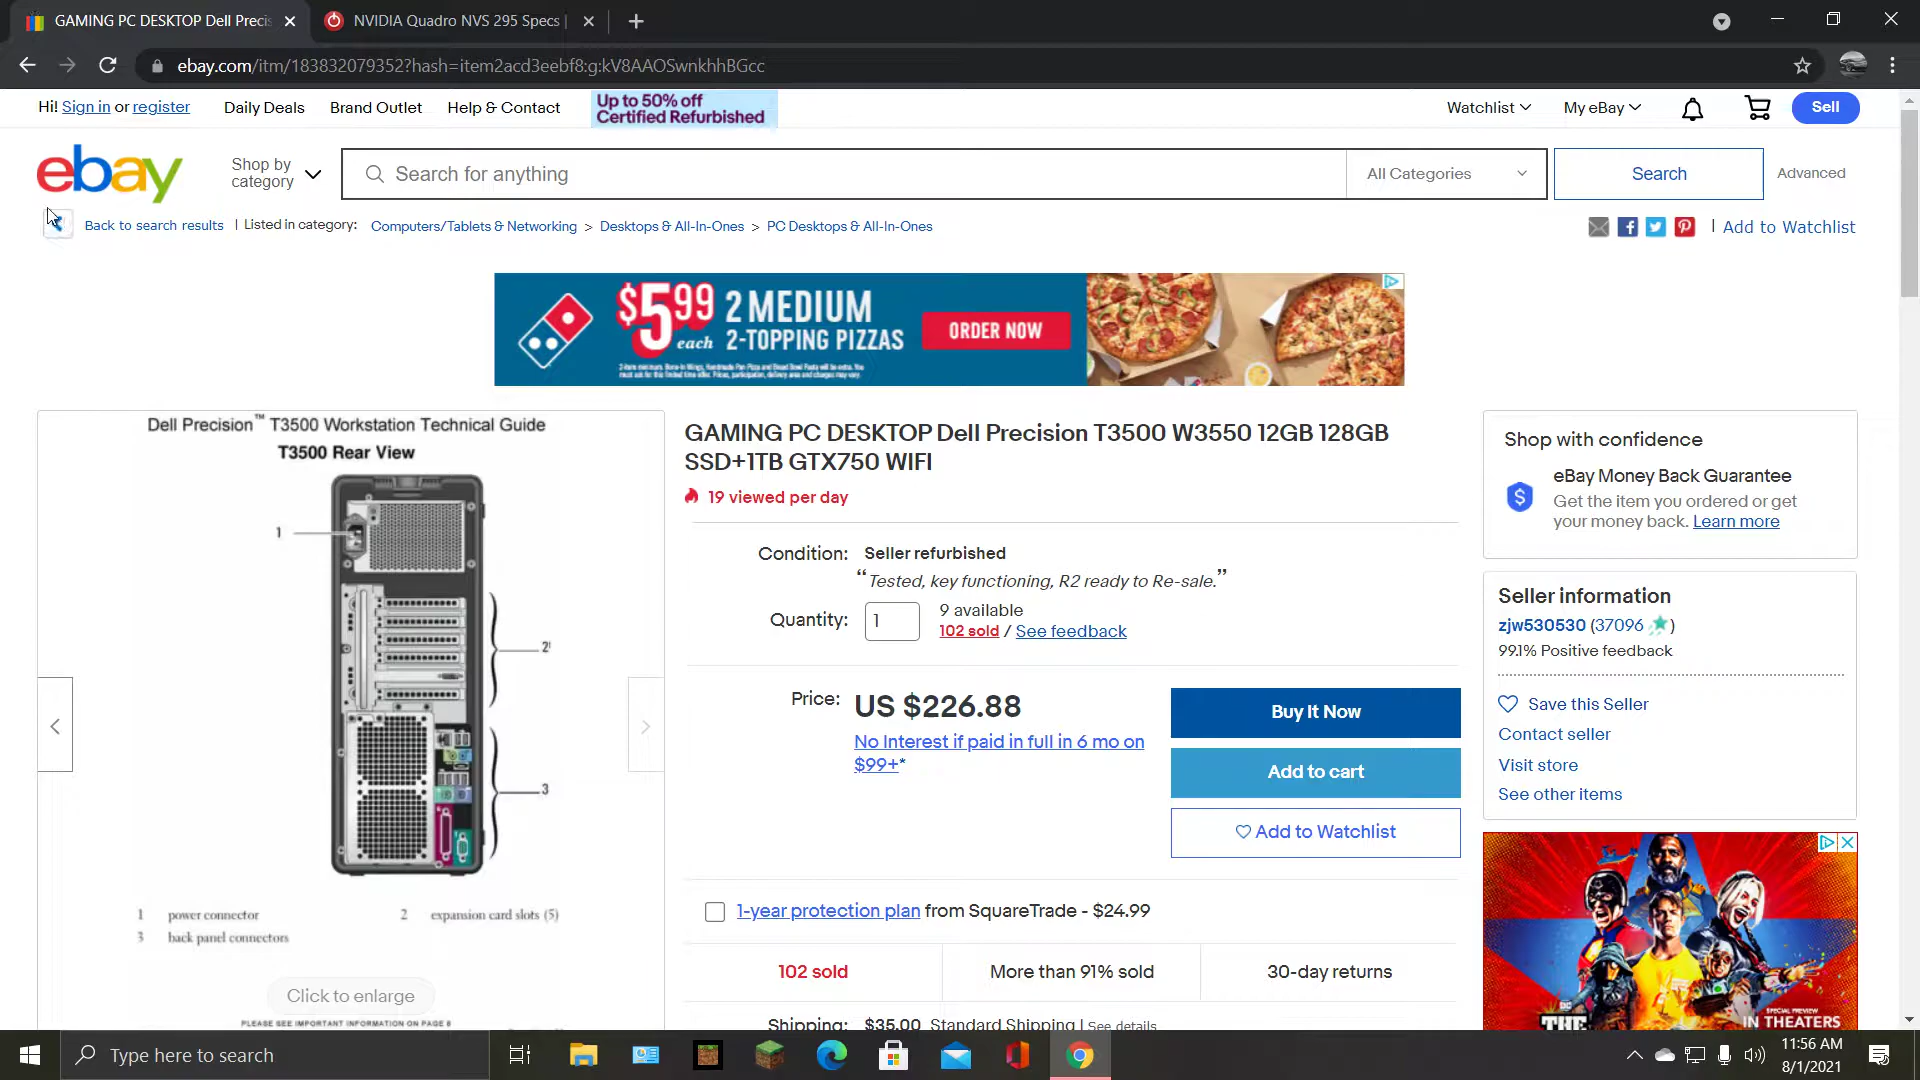 GAMING PC DESKTOP Dell Precis
NVIDIA Quadro NVS 295 Specs |
ebay.com/itm/183832079352?hash=item2acd3eebf8:g:kV8AAOSwnkhhBGcc
Hi! Sign in or register
Daily Deals
Brand Outlet
Help & Contact
Up to 50% off
Certified Refurbished
Watchlist
My eBay
Sell
ebay
Shop by
category
Search for anything
All Categories
Search
Advanced
Back to search results | Listed in category: Computers/Tablets & Networking > Desktops & All-In-Ones > PC Desktops & All-In-Ones
| Add to Watchlist
$5.99 each
2 MEDIUM
2-TOPPING PIZZAS
ORDER NOW
Dell Precision™ T3500 Workstation Technical Guide
T3500 Rear View
1
2
3
1 power connector
2 expansion card slots (5)
3 back panel connectors
Click to enlarge
PLEASE SEE IMPORTANT INFORMATION ON PAGE 8
GAMING PC DESKTOP Dell Precision T3500 W3550 12GB 128GB
SSD+1TB GTX750 WIFI
19 viewed per day
Condition: Seller refurbished
“Tested, key functioning, R2 ready to Re-sale.”
Quantity: 1
9 available
102 sold / See feedback
Price: US $226.88
No Interest if paid in full in 6 mo on
$99+*
Buy It Now
Add to cart
Add to Watchlist
1-year protection plan from SquareTrade - $24.99
102 sold
More than 91% sold
30-day returns
Shipping: $35.00 Standard Shipping | See details
Shop with confidence
eBay Money Back Guarantee
Get the item you ordered or get
your money back. Learn more
Seller information
zjw530530 (37096)
99.1% Positive feedback
Save this Seller
Contact seller
Visit store
See other items
DC
THE
SPECIAL PREVIEW
IN THEATERS
Type here to search
11:56 AM
8/1/2021